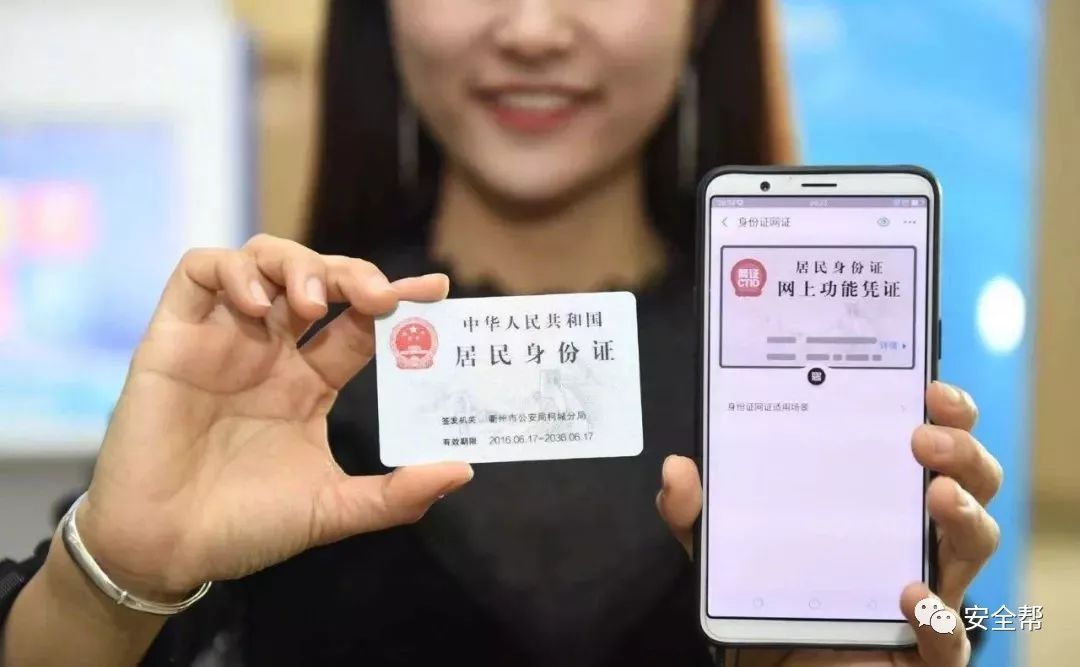 中华人民共和国
居民身份证
签发机关 衢州市公安局柯城分局
有效期限 2016.06.17-2036.06.17
身份证网证
网证
CTID
居民身份证
网上功能凭证
详情
身份证网证适用场景
安全帮